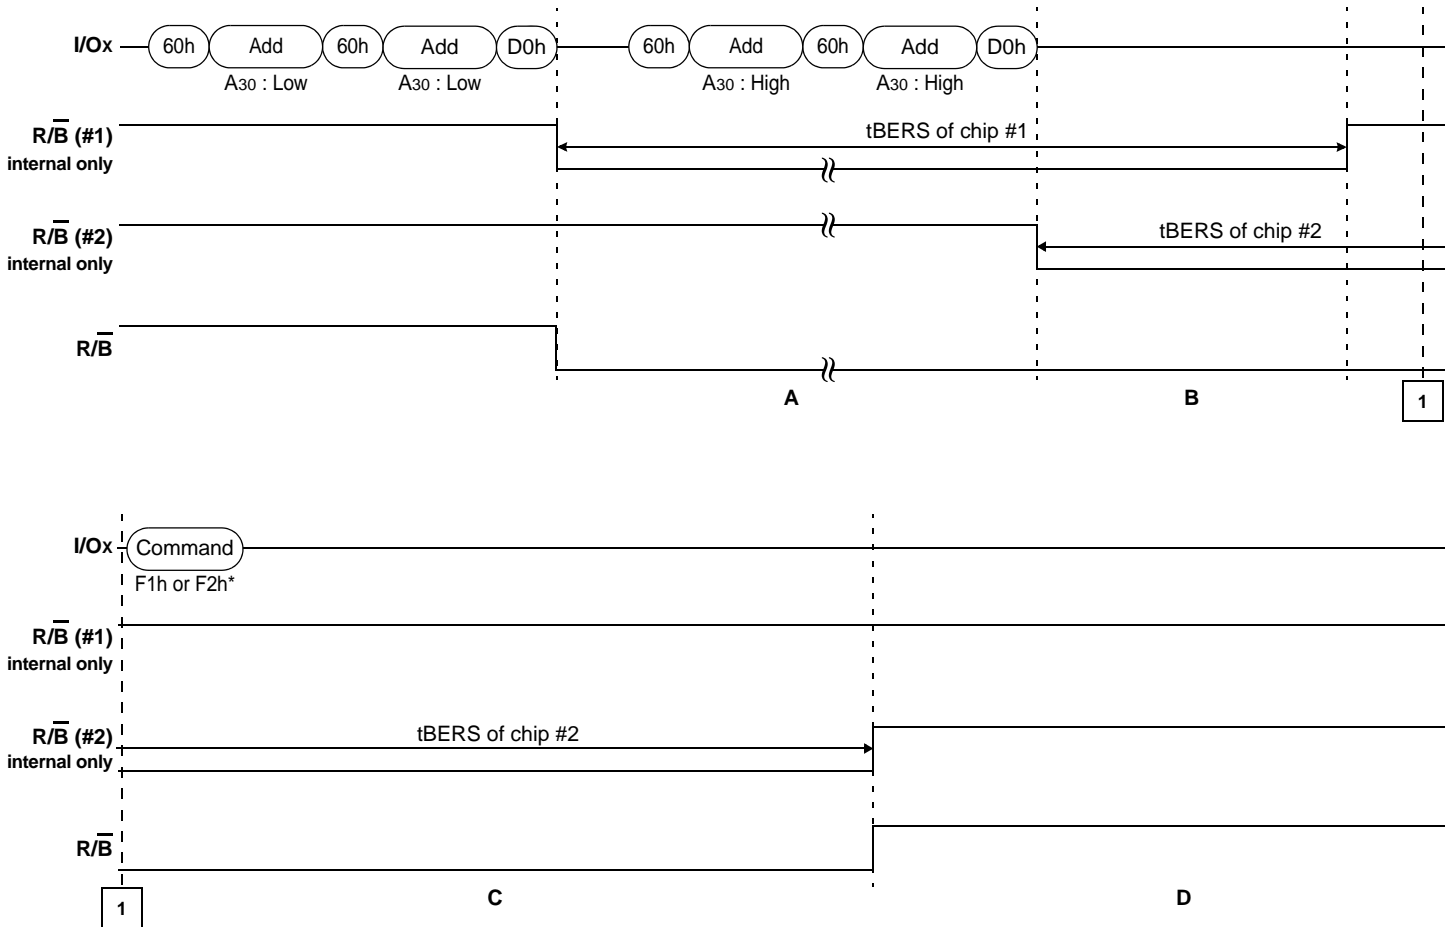 I/Ox 60h Add 60h Add D0h 60h Add 60h Add D0h
A30 : Low A30 : Low A30 : High A30 : High
R/B (#1)
internal only
tBERS of chip #1
R/B (#2)
internal only
tBERS of chip #2
R/B
A B 1
I/Ox Command
F1h or F2h*
R/B (#1)
internal only
R/B (#2)
internal only
tBERS of chip #2
R/B
1 C D